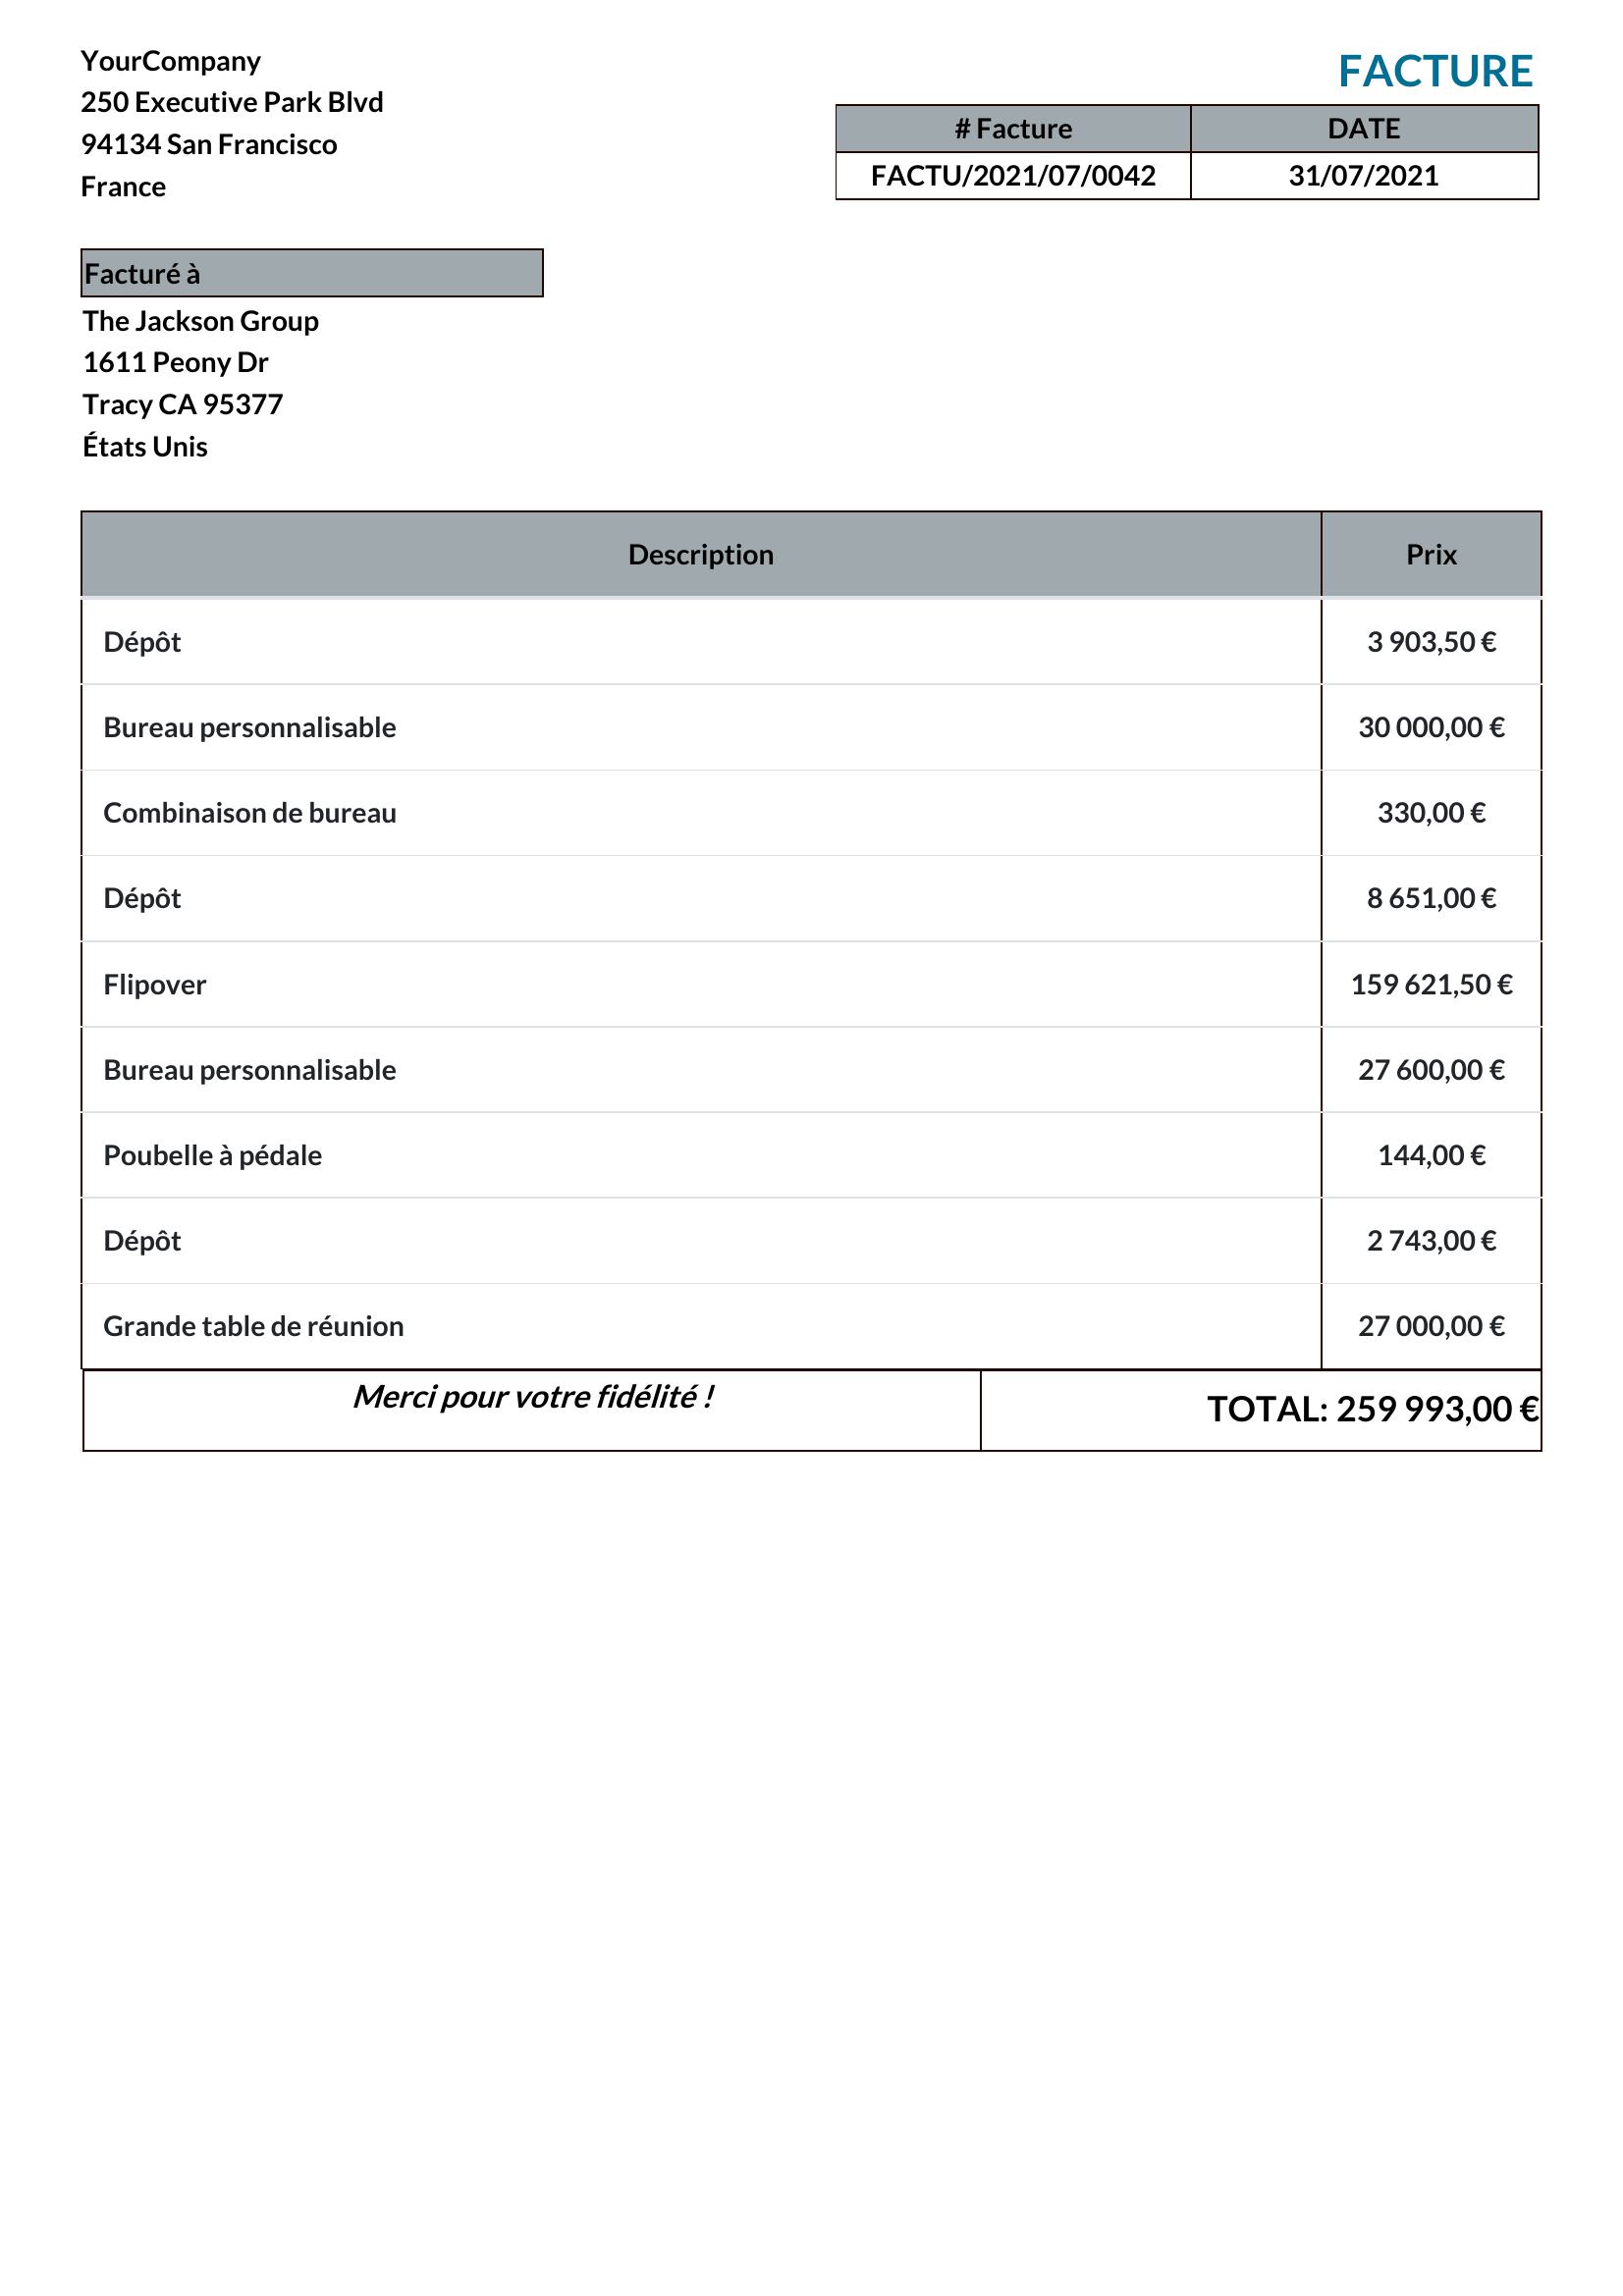 YourCompany
250 Executive Park Blvd
94134 San Francisco
France
FACTURE
# Facture DATE
FACTU/2021/07/0042 31/07/2021
Facturé à
The Jackson Group
1611 Peony Dr
Tracy CA 95377
États Unis
Description Prix
Dépôt 3 903,50 €
Bureau personnalisable 30 000,00 €
Combinaison de bureau 330,00 €
Dépôt 8 651,00 €
Flipover 159 621,50 €
Bureau personnalisable 27 600,00 €
Poubelle à pédale 144,00 €
Dépôt 2 743,00 €
Grande table de réunion 27 000,00 €
Merci pour votre fidélité !
TOTAL: 259 993,00 €